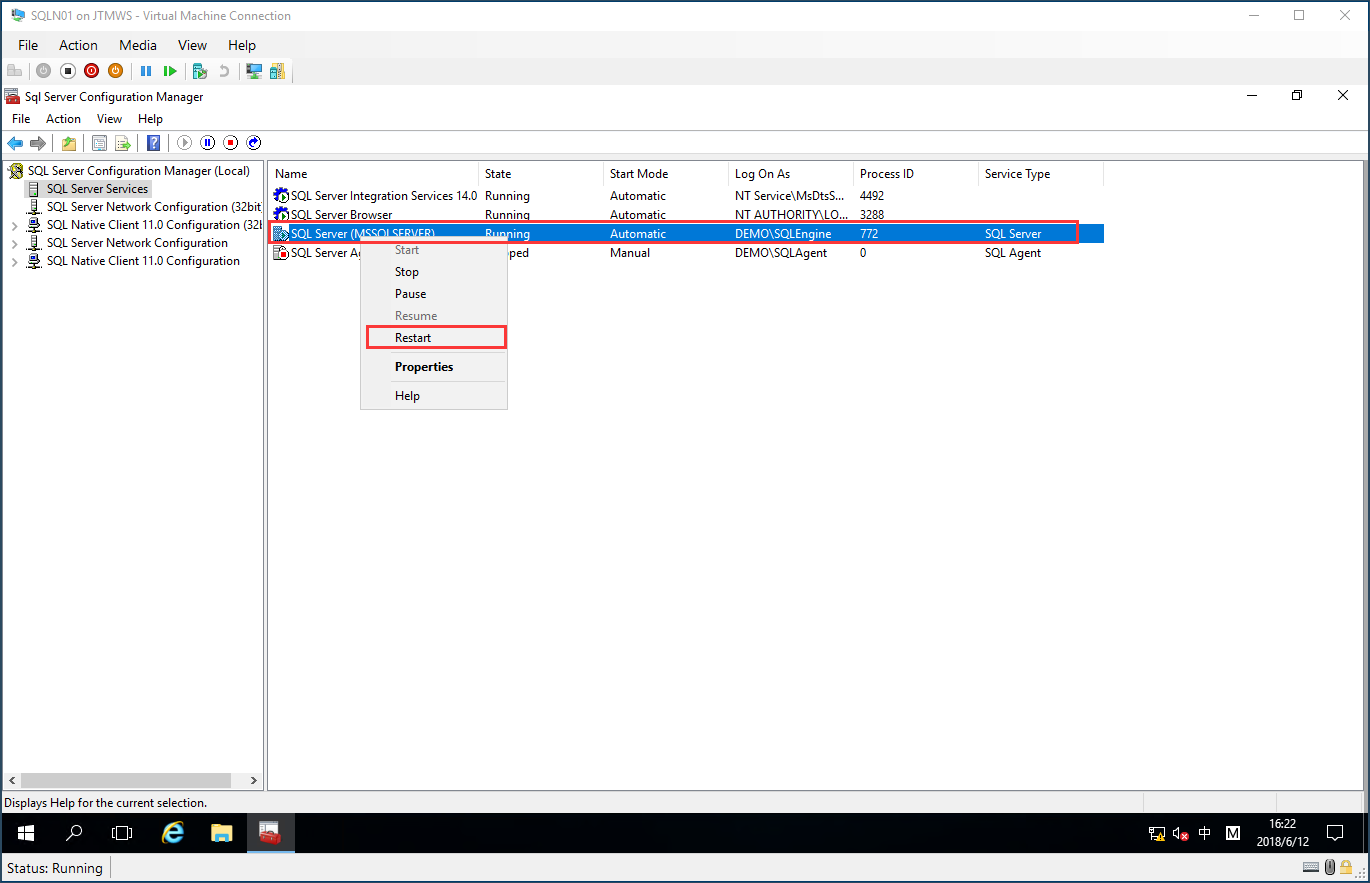 SQLN01 on JTMWS - Virtual Machine Connection
File Action Media View Help
Sql Server Configuration Manager
File Action View Help
SQL Server Configuration Manager (Local)
SQL Server Services
SQL Server Network Configuration (32bit
SQL Native Client 11.0 Configuration (32b
SQL Server Network Configuration
SQL Native Client 11.0 Configuration
Name State Start Mode Log On As Process ID Service Type
SQL Server Integration Services 14.0 Running Automatic NT Service\MsDtsS... 4492
SQL Server Browser Running Automatic NT AUTHORITY\LO... 3288
SQL Server (MSSQLSERVER) Running Automatic DEMO\SQLEngine 772 SQL Server
SQL Server Ag pped Manual DEMO\SQLAgent 0 SQL Agent
Start
Stop
Pause
Resume
Restart
Properties
Help
Displays Help for the current selection.
中 M
16:22
2018/6/12
Status: Running